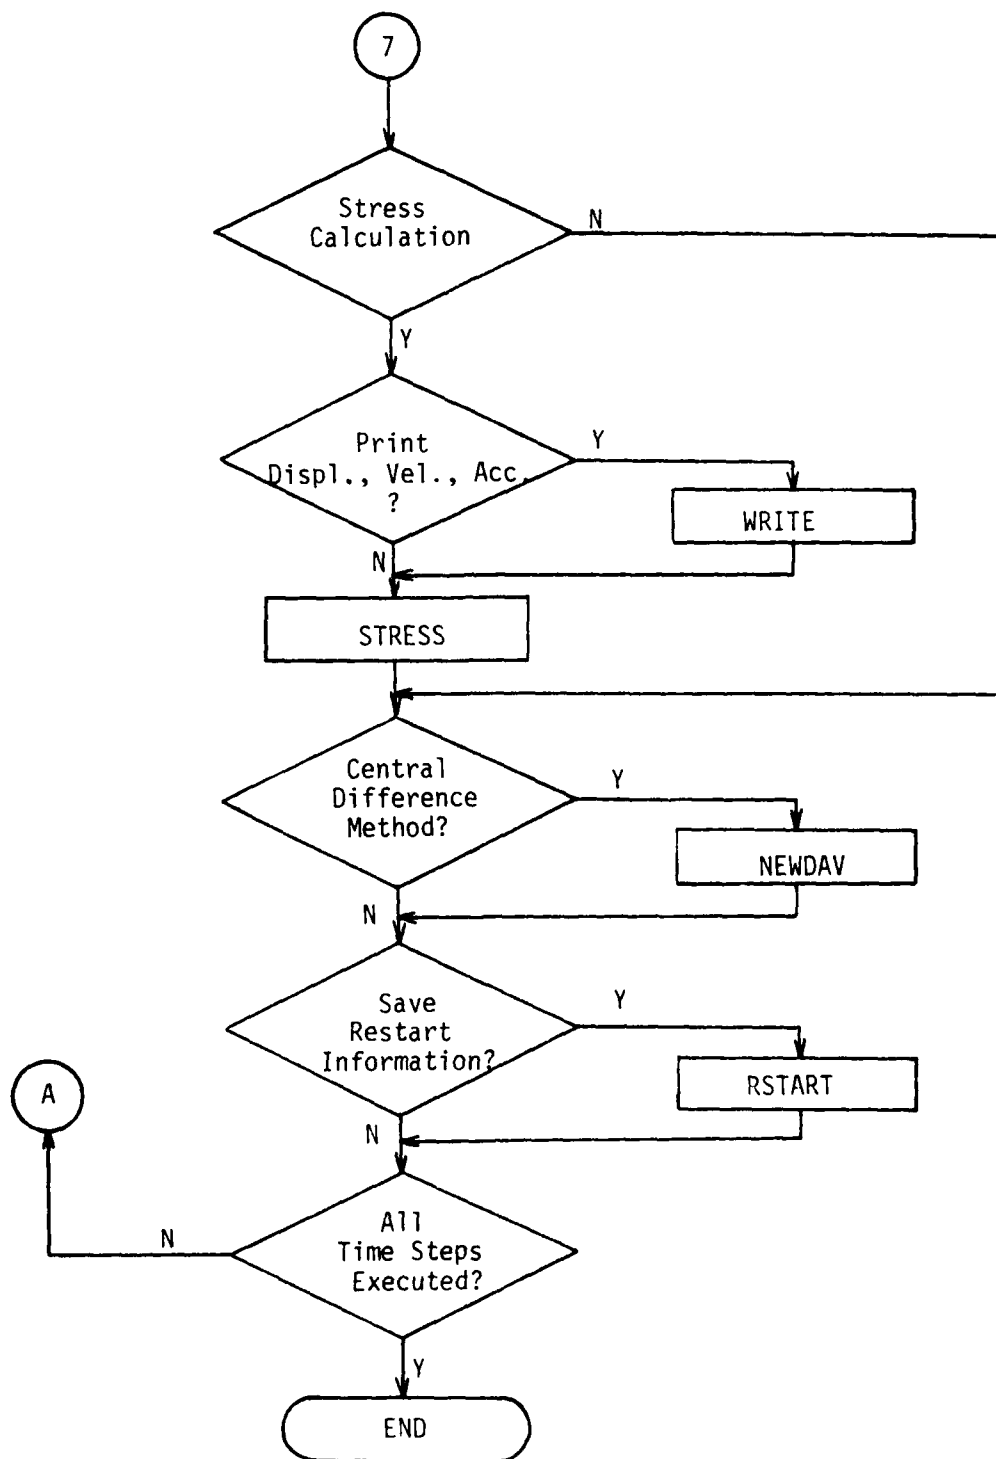 7
Stress
Calculation
N
Y
Print
Displ., Vel., Acc.
?
Y
WRITE
N
STRESS
Central
Difference
Method?
Y
NEWDAV
N
Save
Restart
Information?
Y
RSTART
A
N
All
Time Steps
Executed?
N
Y
END